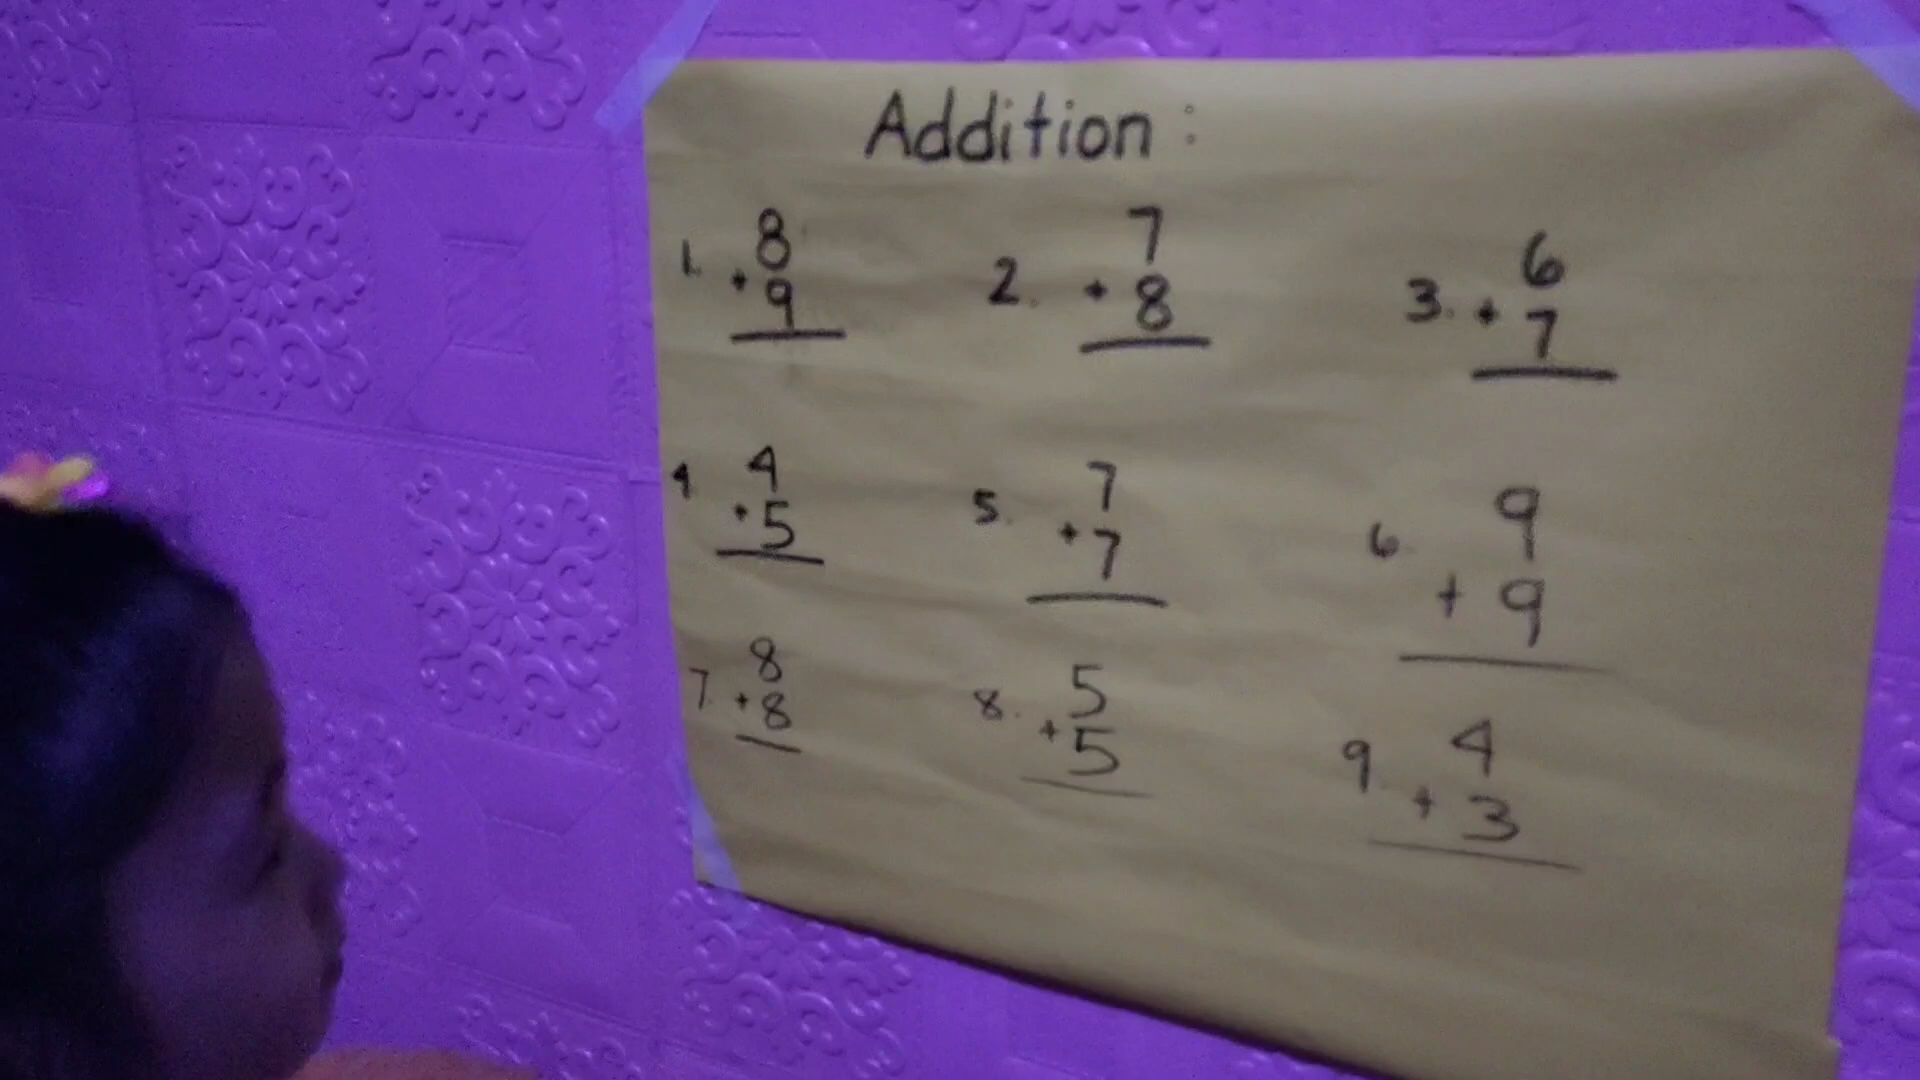 Addition :
1. 8 2. 7 3. 6
+ 9 + 8 + 7
4 4 5. 7 6 9
+ 5 + 7 + 9
7. 8 8. 5 9 4
+ 8 + 5 + 3